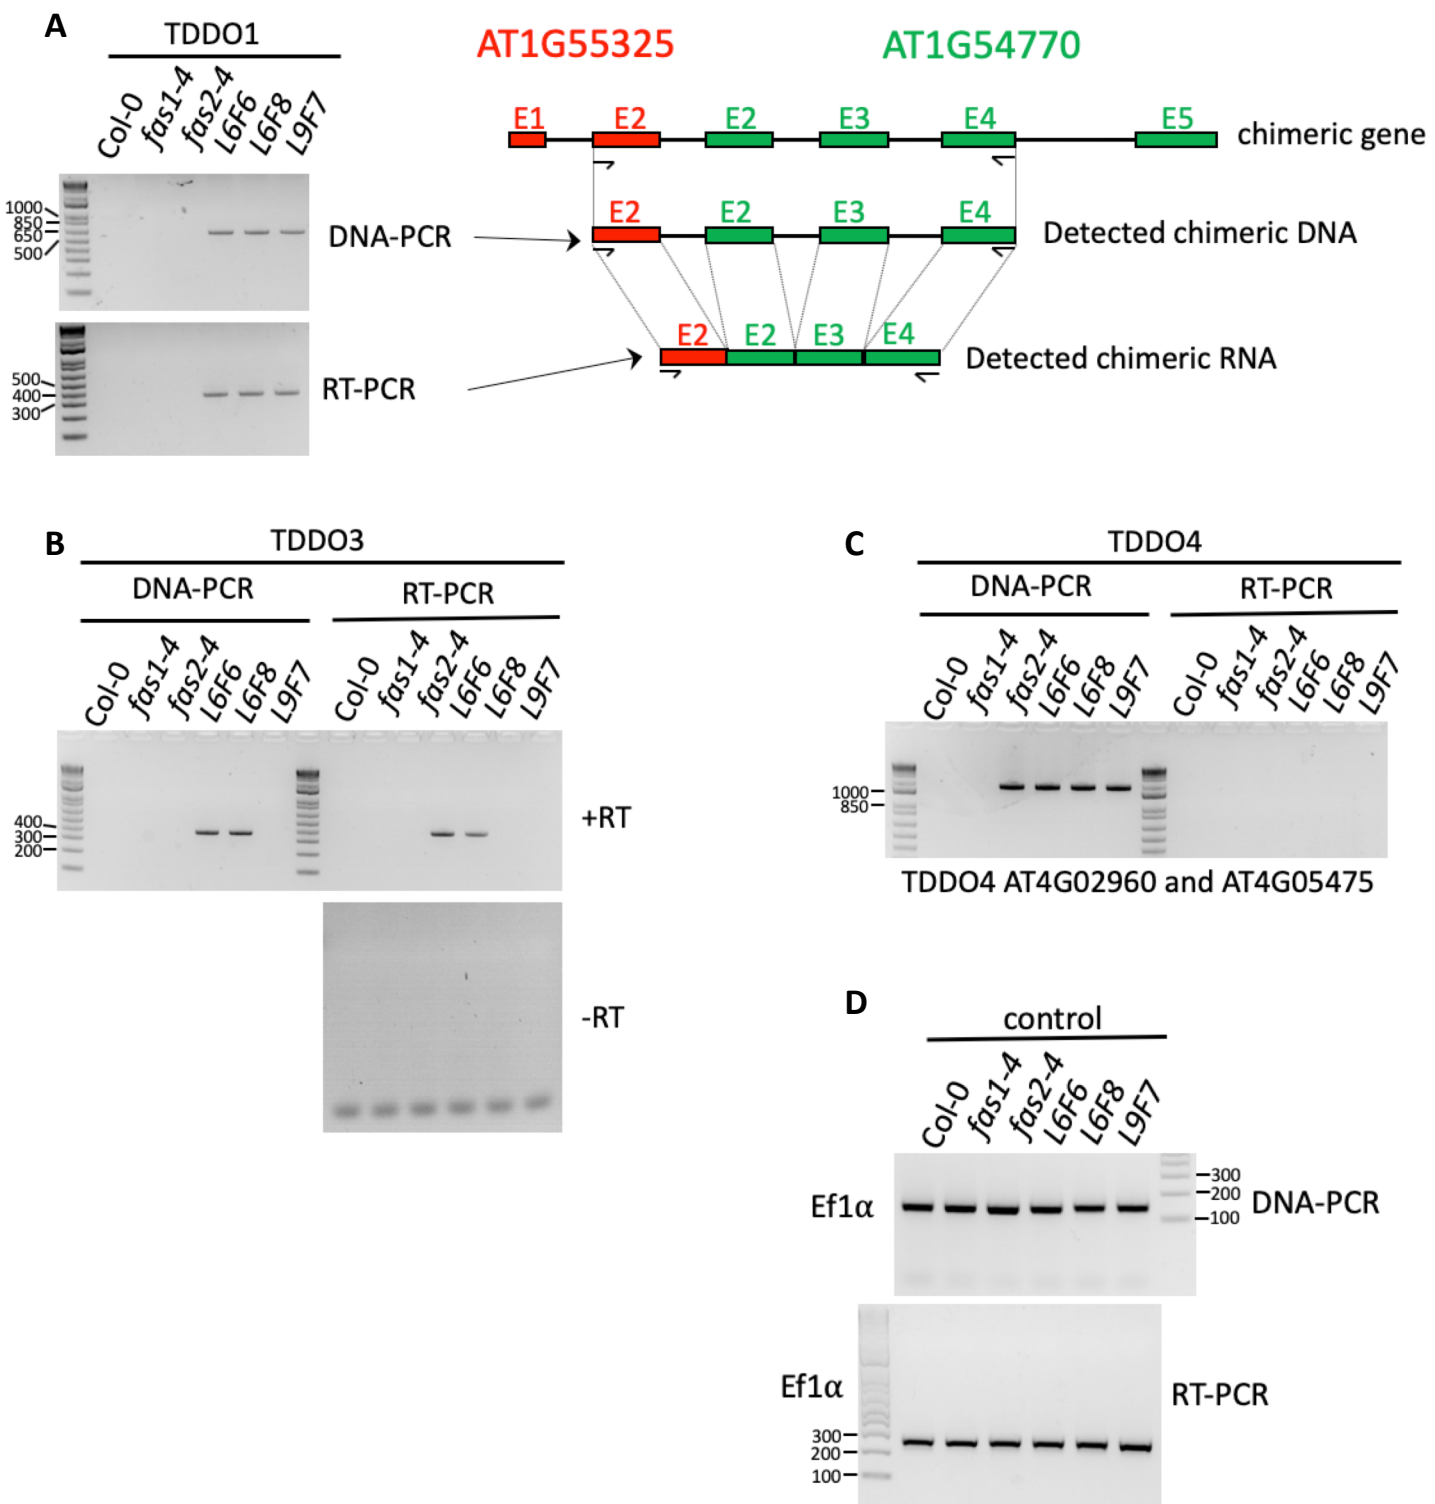 A
TDDO1
Col-0
fas1-4
fas2-4
L6F6
L6F8
L9F7
1000
850
650
500
DNA-PCR
500
400
300
RT-PCR
AT1G55325 AT1G54770
E1 E2 E2 E3 E4 E5
chimeric gene
E2 E2 E3 E4
Detected chimeric DNA
E2 E2 E3 E4
Detected chimeric RNA
B
TDDO3
DNA-PCR RT-PCR
Col-0
fas1-4
fas2-4
L6F6
L6F8
L9F7
Col-0
fas1-4
fas2-4
L6F6
L6F8
L9F7
400
300
200
+RT
-RT
C
TDDO4
DNA-PCR RT-PCR
Col-0
fas1-4
fas2-4
L6F6
L6F8
L9F7
Col-0
fas1-4
fas2-4
L6F6
L6F8
L9F7
1000
850
TDDO4 AT4G02960 and AT4G05475
D
control
Col-0
fas1-4
fas2-4
L6F6
L6F8
L9F7
Ef1α
300
200
100
DNA-PCR
Ef1α
300
200
100
RT-PCR